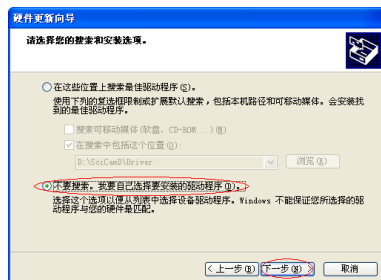 硬件更新向导
请选择您的搜索和安装选项。
在这些位置上搜索最佳驱动程序(S)。
使用下列的复选框限制或扩展默认搜索，包括本机路径和可移动媒体。会安装找
到的最佳驱动程序。
搜索可移动媒体(软盘、CD-ROM...)(M)
在搜索中包括这个位置(O):
D:\SciCamD\Driver
浏览(R)
不要搜索。我要自己选择要安装的驱动程序(D)。
选择这个选项以便从列表中选择设备驱动程序。Windows 不能保证您所选择的驱
动程序与您的硬件最匹配。
<上一步(B) 下一步(N)> 取消